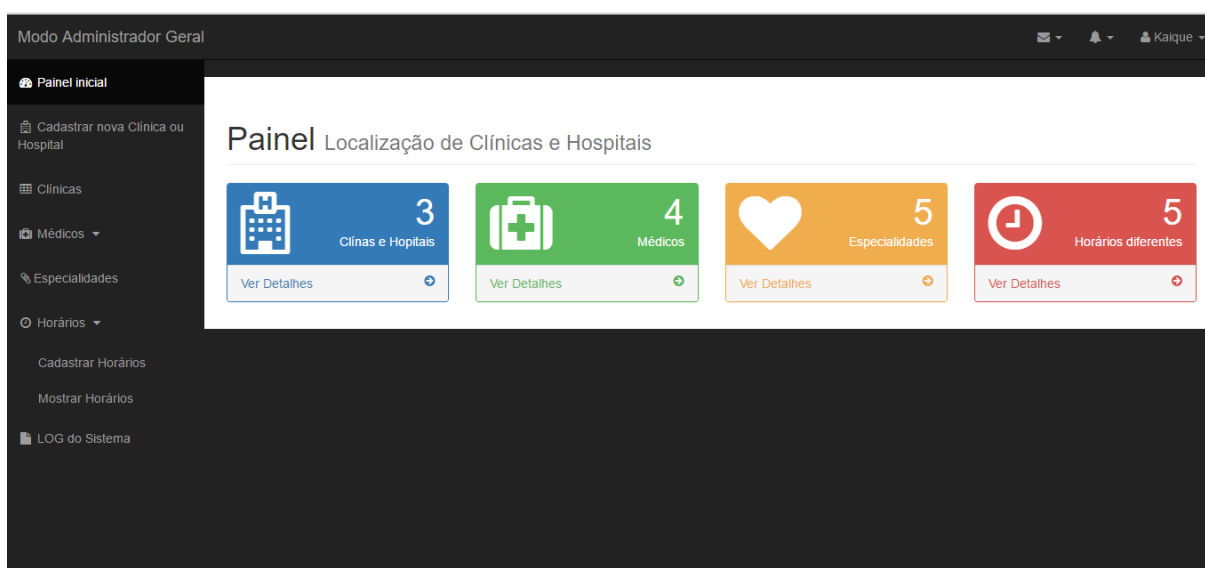 Modo Administrador Geral
Kaique
Painel inicial
Cadastrar nova Clínica ou
Hospital
Clínicas
Médicos
Especialidades
Horários
Cadastrar Horários
Mostrar Horários
LOG do Sistema
Painel Localização de Clínicas e Hospitais
3
Clínas e Hopitais
Ver Detalhes
4
Médicos
Ver Detalhes
5
Especialidades
Ver Detalhes
5
Horários diferentes
Ver Detalhes